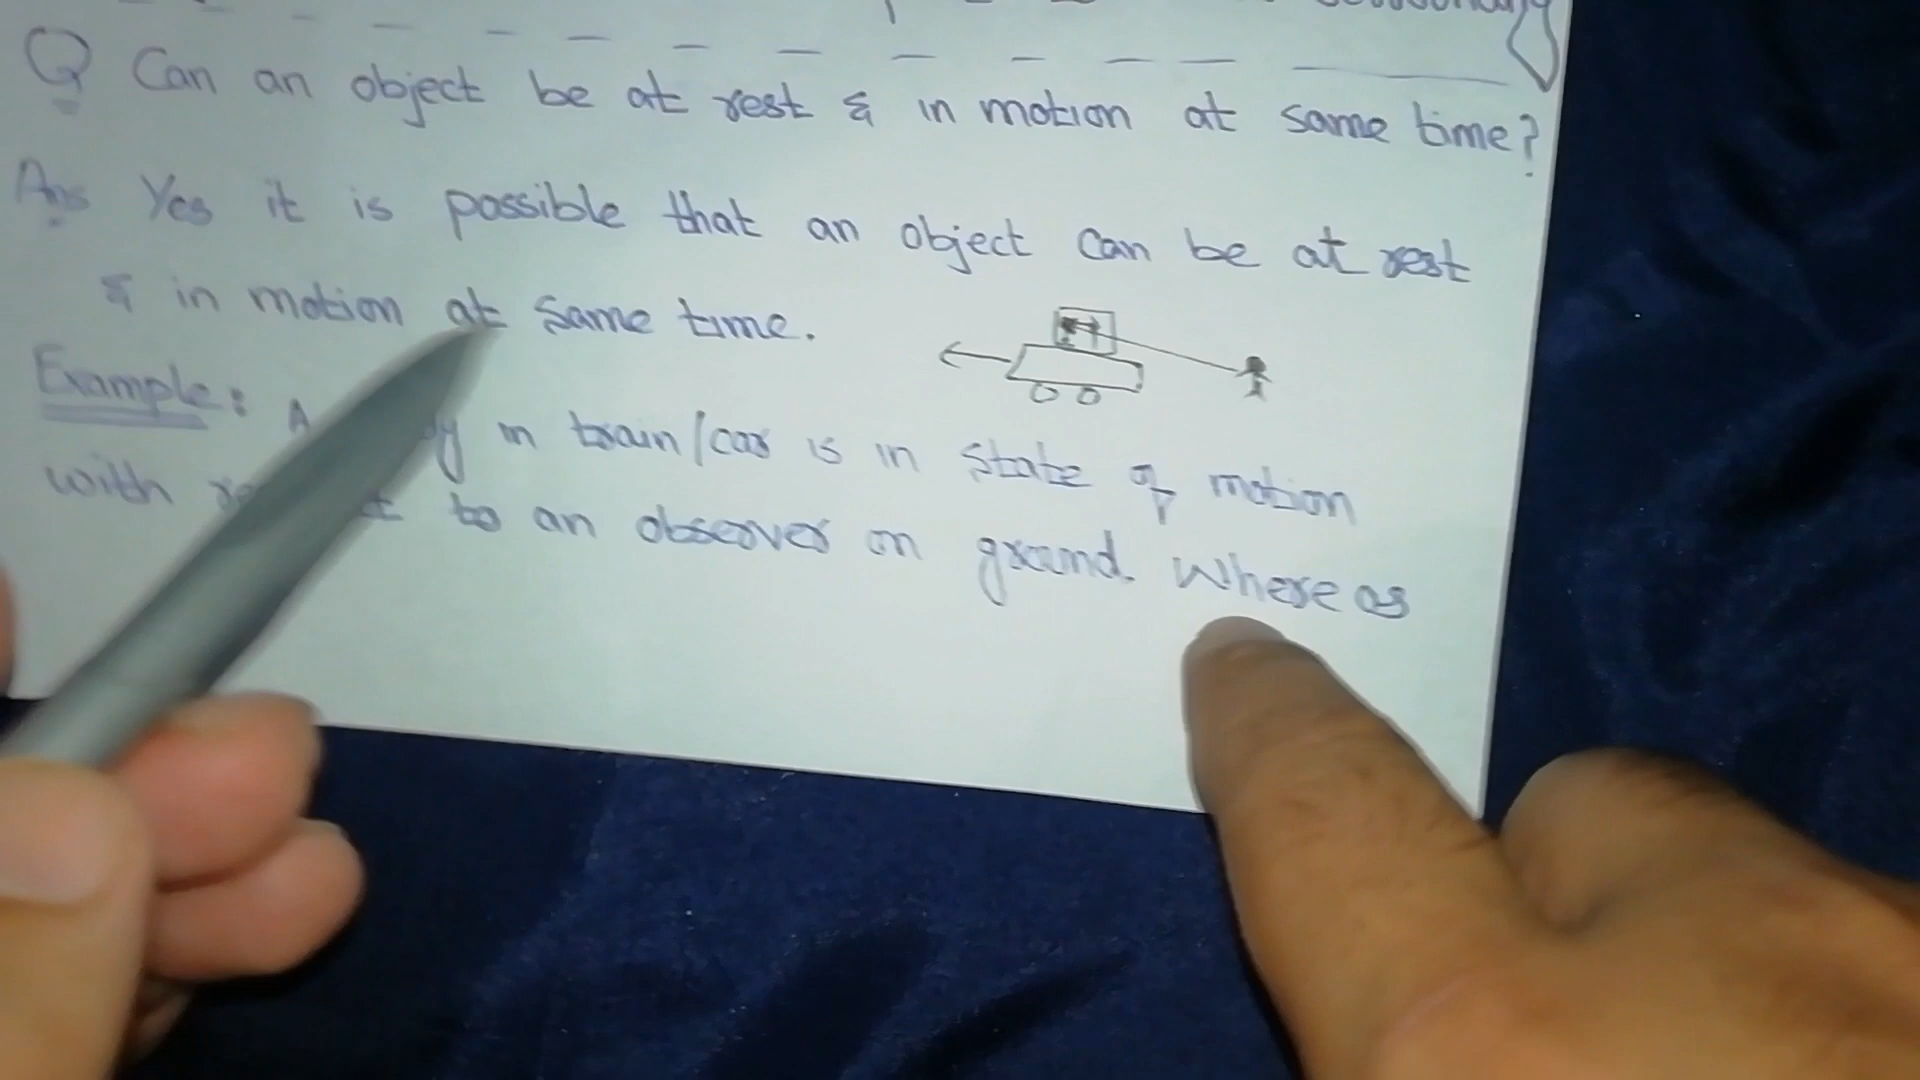 Q Can an object be at rest & in motion at same time?
Ans Yes it is possible that an object can be at rest
& in motion at same time.
Example: A in train/car is in state of motion
with to an observer on ground. Where as